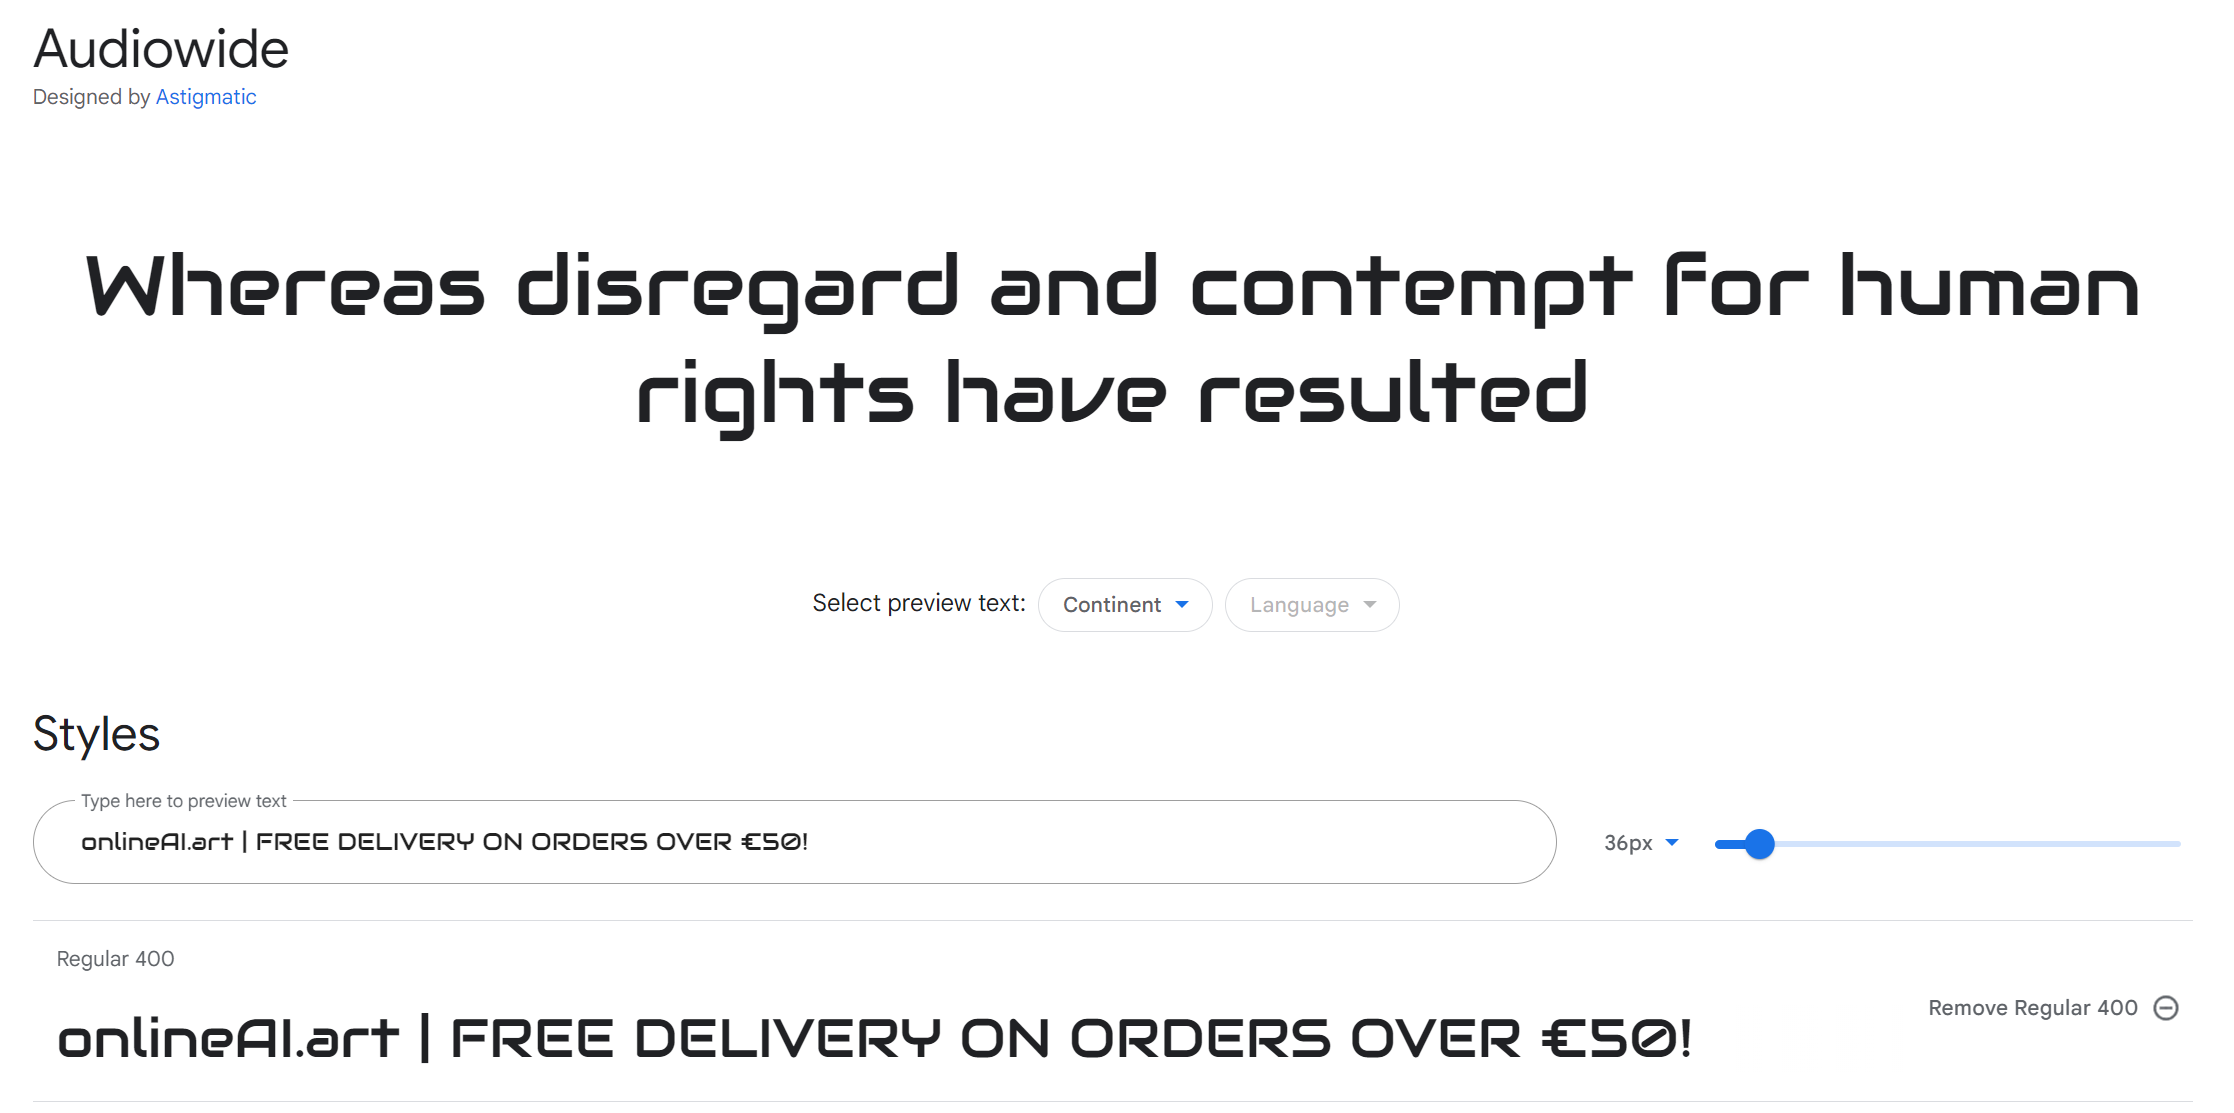 Audiowide
Designed by Astigmatic
Whereas disregard and contempt for human
rights have resulted
Select preview text: Continent Language
Styles
Type here to preview text
onlineAI.art | FREE DELIVERY ON ORDERS OVER €50!
36px
Regular 400
Remove Regular 400
onlineAI.art | FREE DELIVERY ON ORDERS OVER €50!